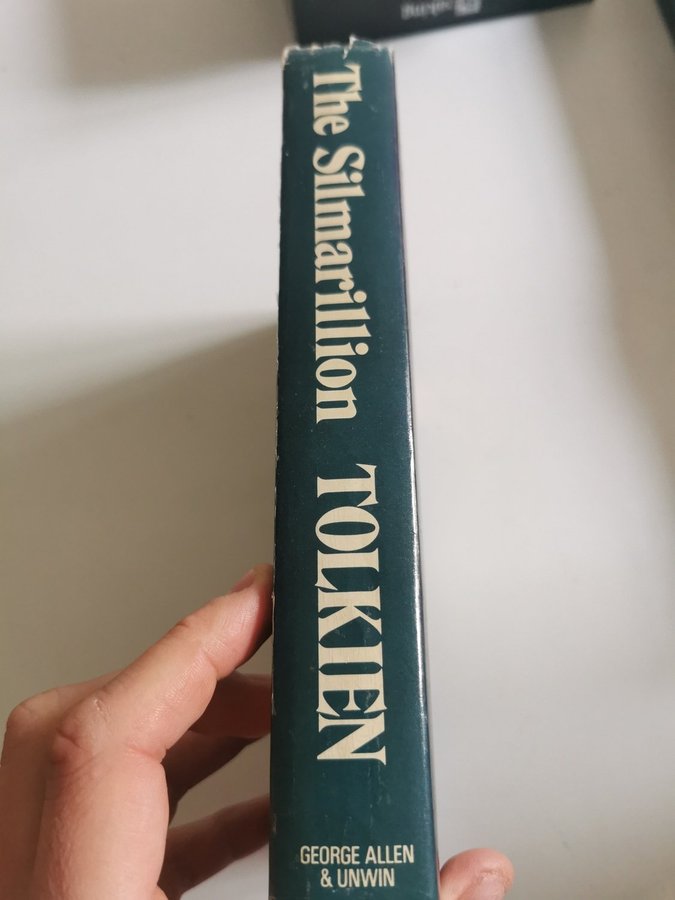 The Silmarillion TOLKIEN
GEORGE ALLEN
& UNWIN